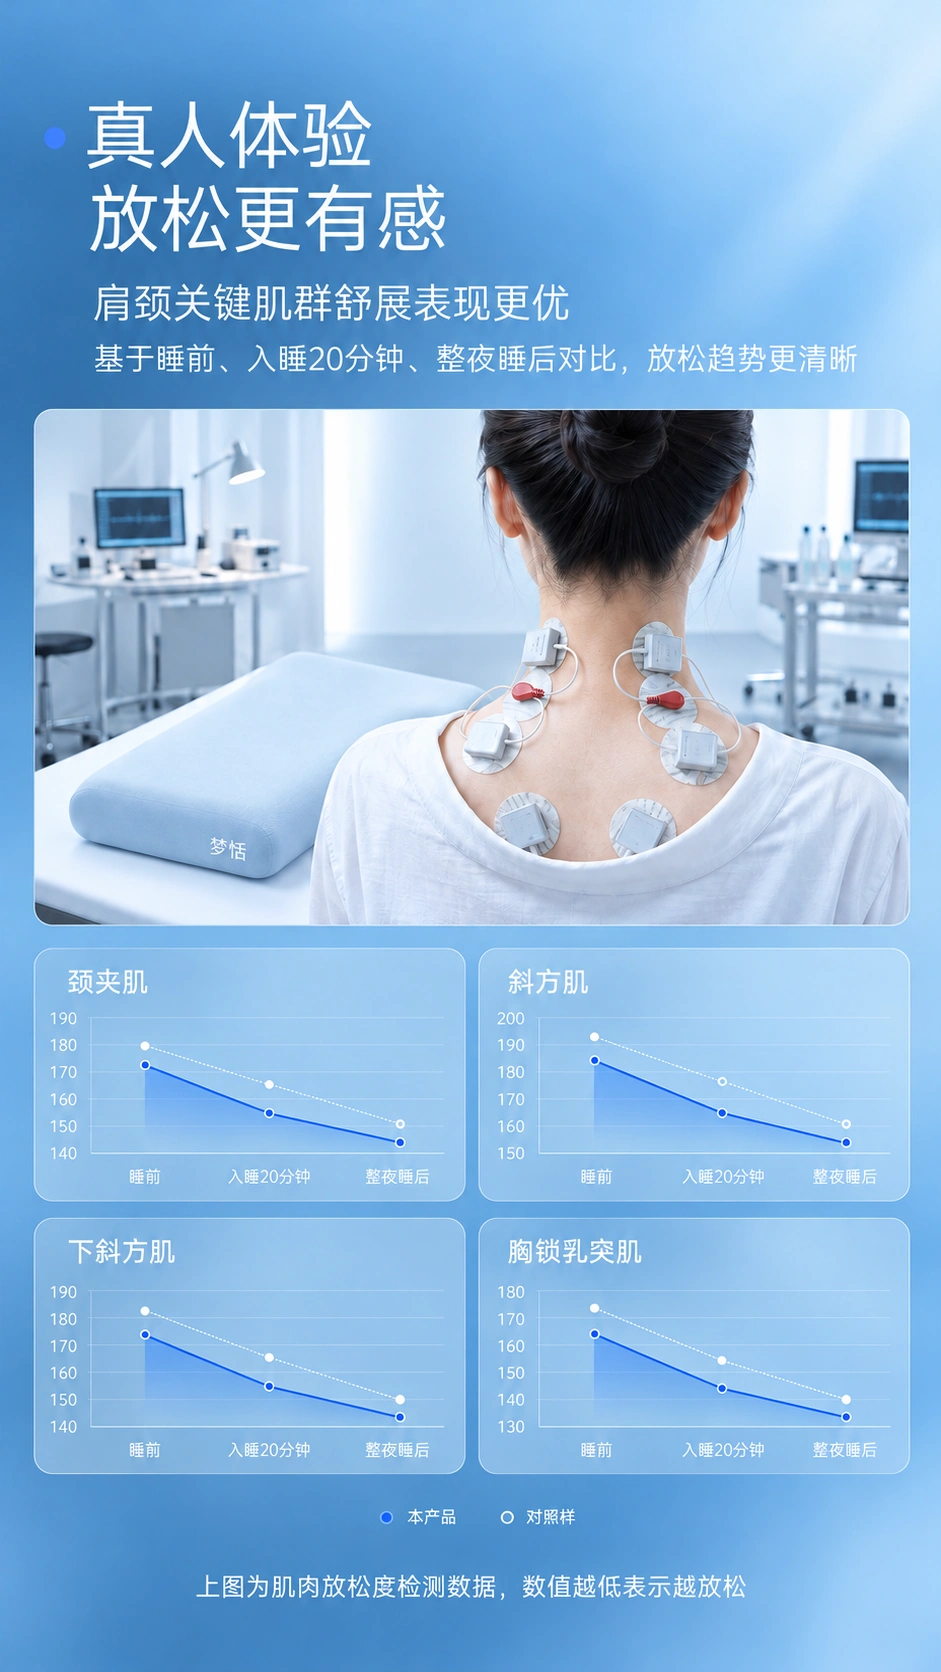 真人体验
放松更有感
肩颈关键肌群舒展表现更优
基于睡前、入睡20分钟、整夜睡后对比，放松趋势更清晰
梦恬
颈夹肌
190
180
170
160
150
140
睡前 入睡20分钟 整夜睡后
斜方肌
200
190
180
170
160
150
睡前 入睡20分钟 整夜睡后
下斜方肌
190
180
170
160
150
140
睡前 入睡20分钟 整夜睡后
胸锁乳突肌
180
170
160
150
140
130
睡前 入睡20分钟 整夜睡后
本产品 对照样
上图为肌肉放松度检测数据，数值越低表示越放松